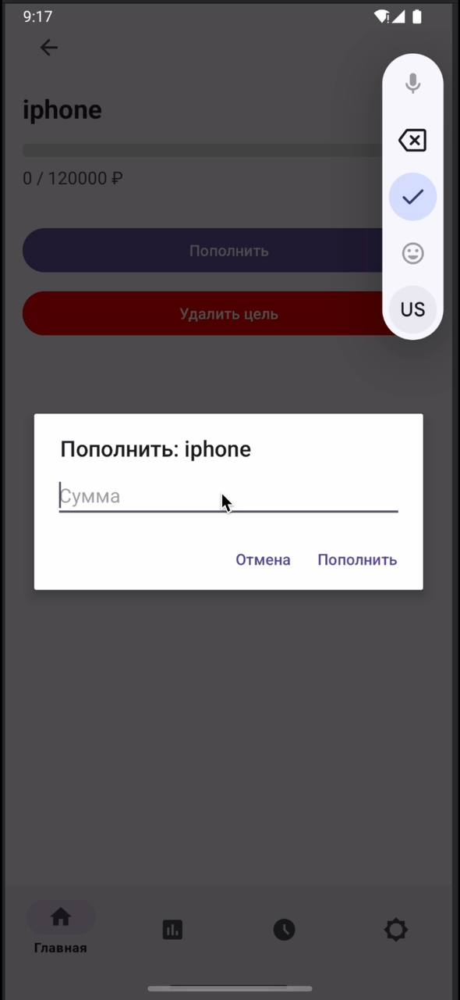 9:17
iphone
0 / 120000 ₽
Пополнить
Удалить цель
US
Пополнить: iphone
Сумма
Отмена Пополнить
Главная